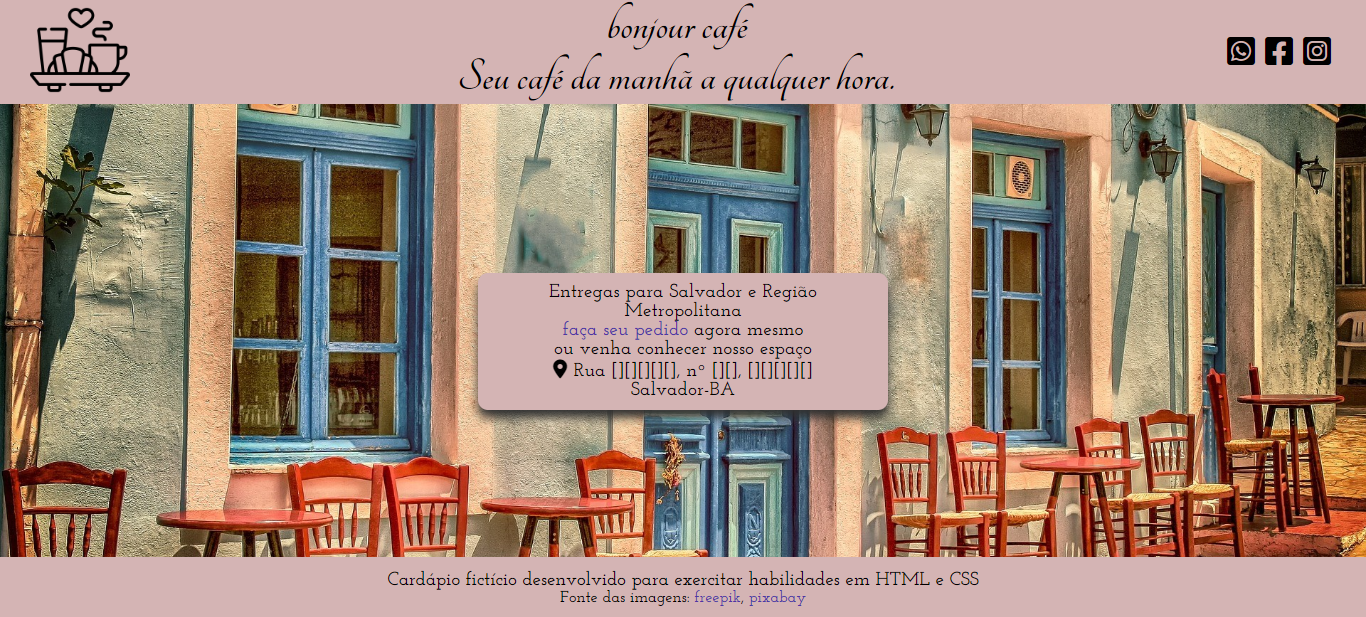 bonjour café
Seu café da manhã a qualquer hora.
Entregas para Salvador e Região
Metropolitana
faça seu pedido agora mesmo
ou venha conhecer nosso espaço
Rua [][][][][], nº [][], [][][][][]
Salvador-BA
Cardápio fictício desenvolvido para exercitar habilidades em HTML e CSS
Fonte das imagens: freepik, pixabay